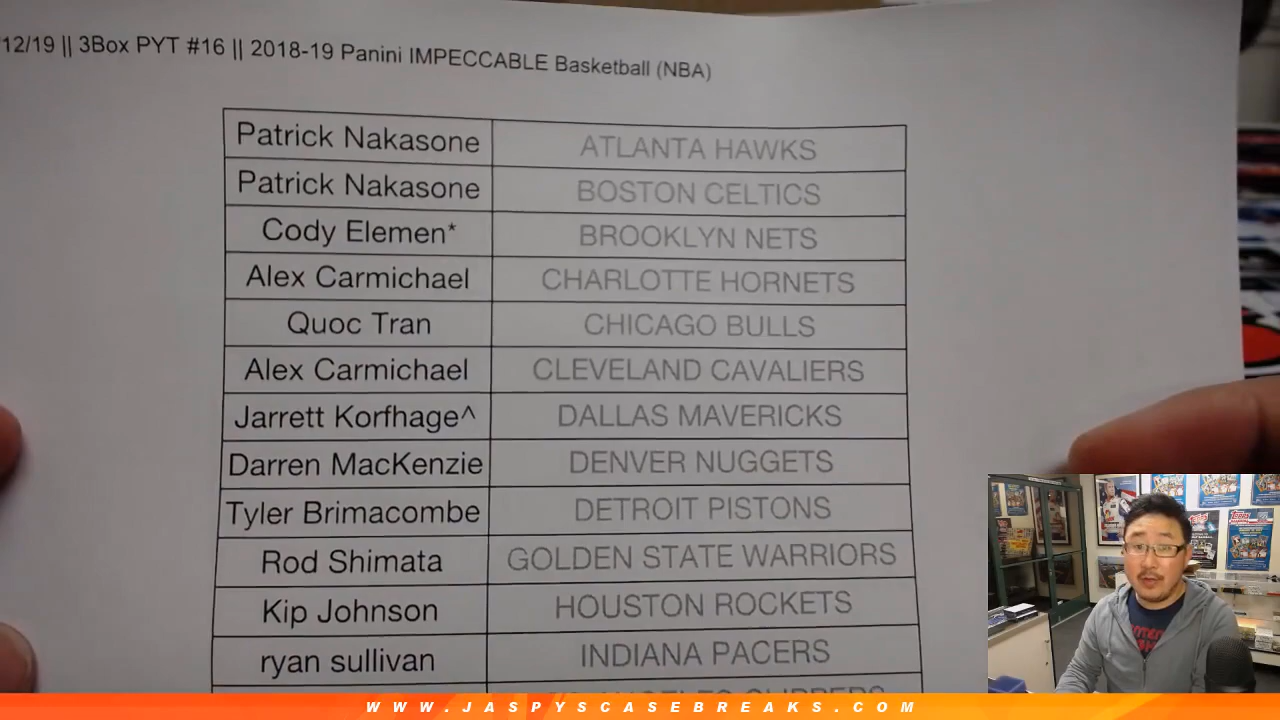 12/19 || 3Box PYT #16 || 2018-19 Panini IMPECCABLE Basketball (NBA)
Patrick Nakasone ATLANTA HAWKS
Patrick Nakasone BOSTON CELTICS
Cody Elemen* BROOKLYN NETS
Alex Carmichael CHARLOTTE HORNETS
Quoc Tran CHICAGO BULLS
Alex Carmichael CLEVELAND CAVALIERS
Jarrett Korfhage^ DALLAS MAVERICKS
Darren MacKenzie DENVER NUGGETS
Tyler Brimacombe DETROIT PISTONS
Rod Shimata GOLDEN STATE WARRIORS
Kip Johnson HOUSTON ROCKETS
ryan sullivan INDIANA PACERS
WWW.JASPYSCASEBREAKS.COM